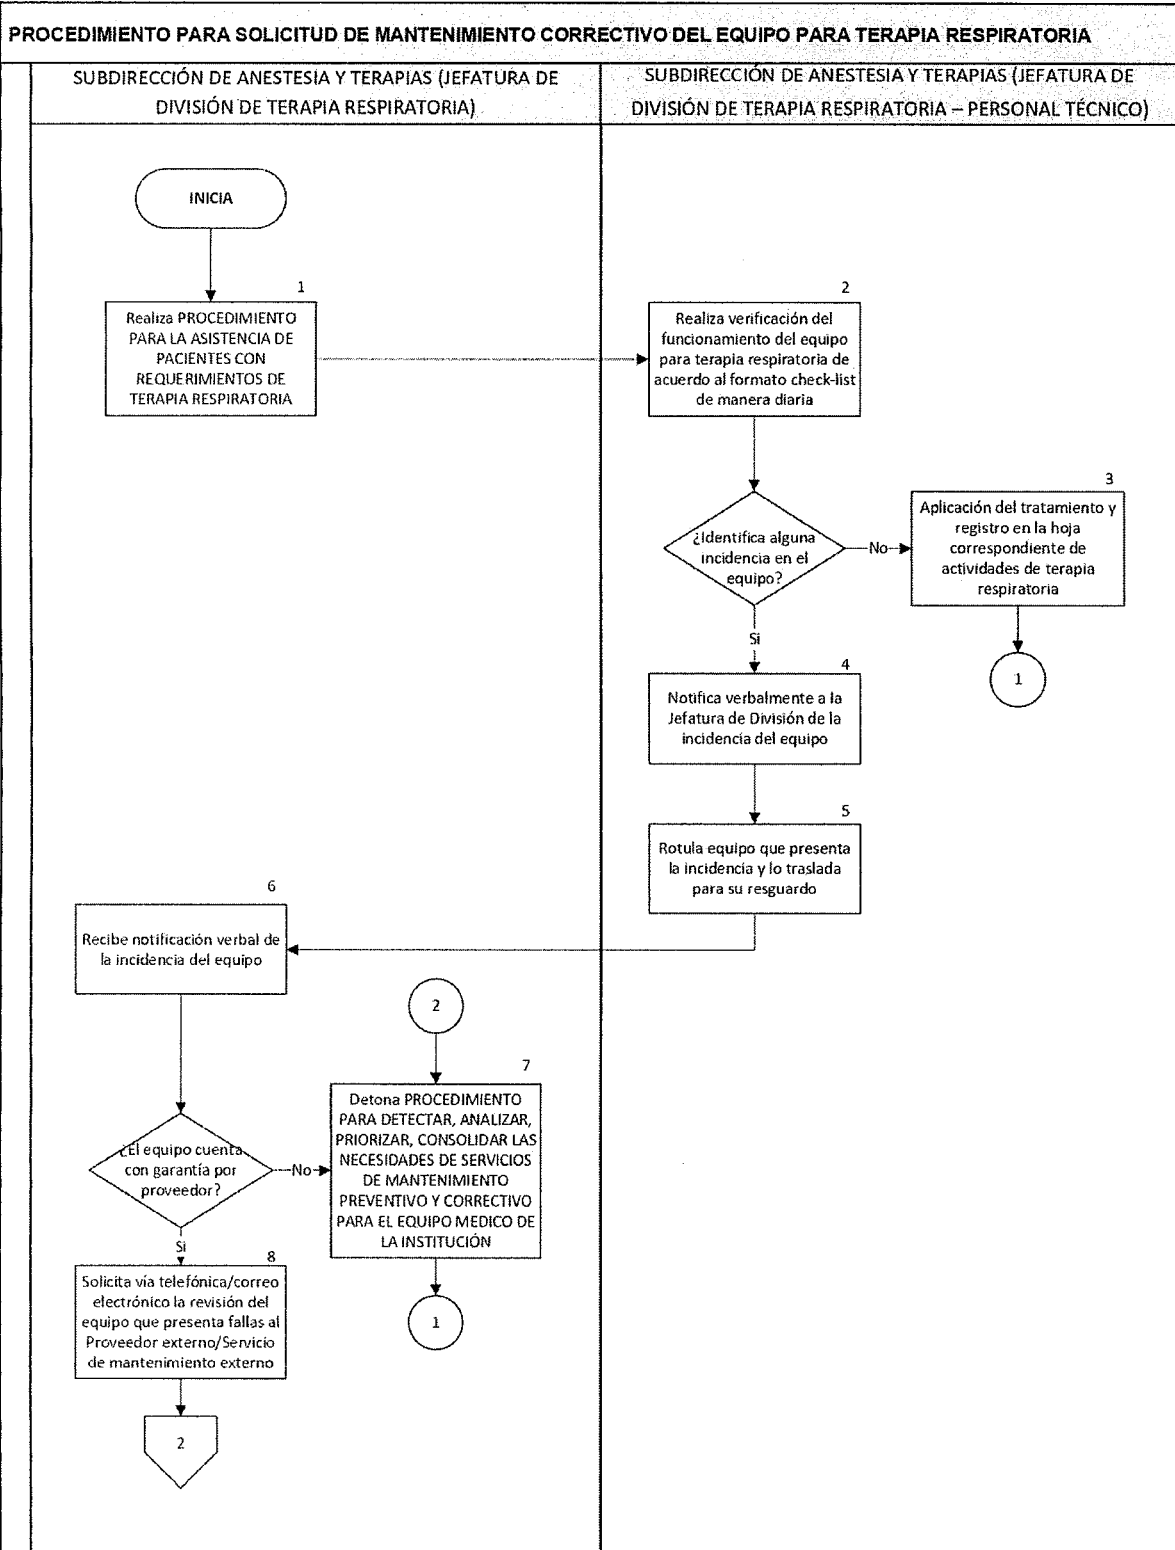 PROCEDIMIENTO PARA SOLICITUD DE MANTENIMIENTO CORRECTIVO DEL EQUIPO PARA TERAPIA RESPIRATORIA
SUBDIRECCIÓN DE ANESTESIA Y TERAPIAS (JEFATURA DE
DIVISIÓN DE TERAPIA RESPIRATORIA)
SUBDIRECCIÓN DE ANESTESIA Y TERAPIAS (JEFATURA DE
DIVISIÓN DE TERAPIA RESPIRATORIA – PERSONAL TÉCNICO)
INICIA
1
Realiza PROCEDIMIENTO
PARA LA ASISTENCIA DE
PACIENTES CON
REQUERIMIENTOS DE
TERAPIA RESPIRATORIA
2
Realiza verificación del
funcionamiento del equipo
para terapia respiratoria de
acuerdo al formato check-list
de manera diaria
¿Identifica alguna
incidencia en el
equipo?
No
3
Aplicación del tratamiento y
registro en la hoja
correspondiente de
actividades de terapia
respiratoria
1
Si
4
Notifica verbalmente a la
Jefatura de División de la
incidencia del equipo
5
Rotula equipo que presenta
la incidencia y lo traslada
para su resguardo
6
Recibe notificación verbal de
la incidencia del equipo
2
¿El equipo cuenta
con garantía por
proveedor?
No
7
Detona PROCEDIMIENTO
PARA DETECTAR, ANALIZAR,
PRIORIZAR, CONSOLIDAR LAS
NECESIDADES DE SERVICIOS
DE MANTENIMIENTO
PREVENTIVO Y CORRECTIVO
PARA EL EQUIPO MEDICO DE
LA INSTITUCIÓN
1
Si
8
Solicita vía telefónica/correo
electrónico la revisión del
equipo que presenta fallas al
Proveedor externo/Servicio
de mantenimiento externo
2